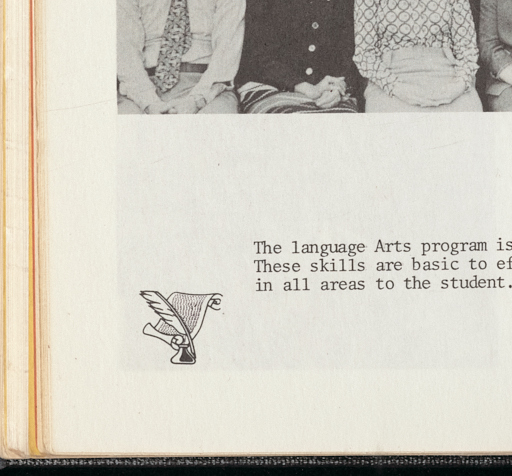 The language Arts program is
These skills are basic to ef
in all areas to the student.